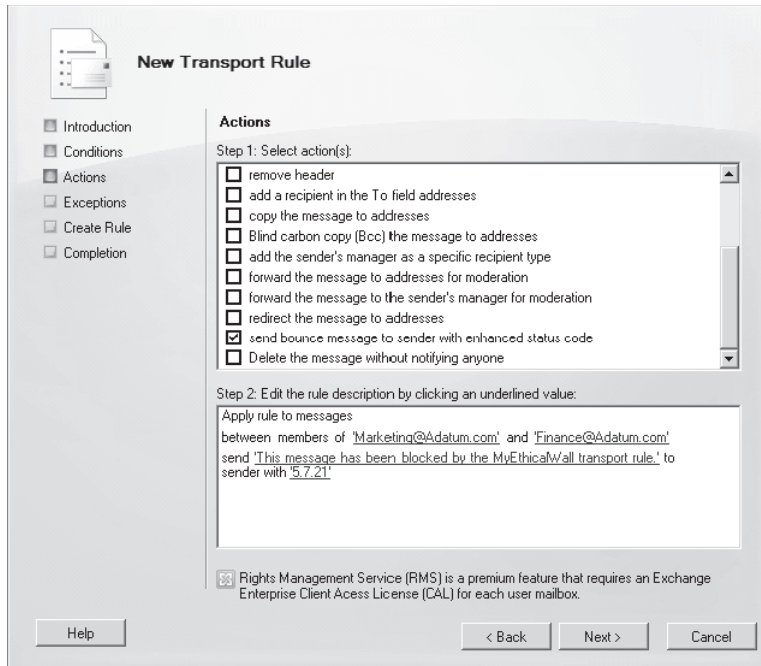 New Transport Rule
Introduction
Conditions
Actions
Exceptions
Create Rule
Completion
Actions
Step 1: Select action(s):
remove header
add a recipient in the To field addresses
copy the message to addresses
Blind carbon copy (Bcc) the message to addresses
add the sender's manager as a specific recipient type
forward the message to addresses for moderation
forward the message to the sender's manager for moderation
redirect the message to addresses
send bounce message to sender with enhanced status code
Delete the message without notifying anyone
Step 2: Edit the rule description by clicking an underlined value:
Apply rule to messages
between members of 'Marketing@Adatum.com' and 'Finance@Adatum.com'
send 'This message has been blocked by the MyEthicalWall transport rule.' to
sender with '5.7.21'
Rights Management Service (RMS) is a premium feature that requires an Exchange
Enterprise Client Acess License (CAL) for each user mailbox.
Help
< Back
Next >
Cancel